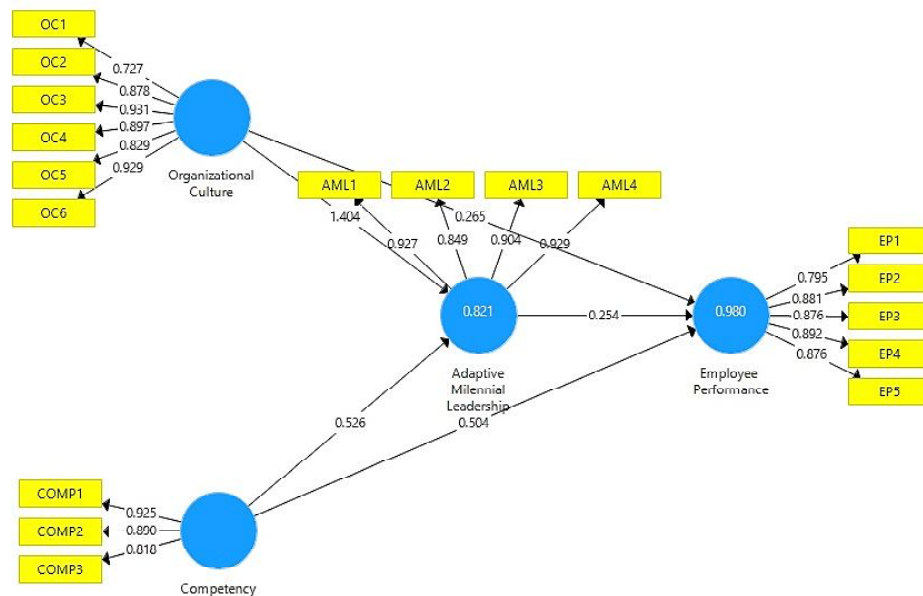 OC1
0.727
OC2
0.878
OC3
0.931
OC4
0.897
OC5
0.829
OC6
0.929
Organizational
Culture
AML1
AML2
AML3
AML4
1.404
0.927
0.849
0.904
0.929
0.265
0.821
0.254
0.980
Adaptive
Milennial
Leadership
Employee
Performance
EP1
0.795
EP2
0.881
EP3
0.876
EP4
0.892
EP5
0.876
0.526
0.504
COMP1
0.925
COMP2
0.890
COMP3
0.818
Competency